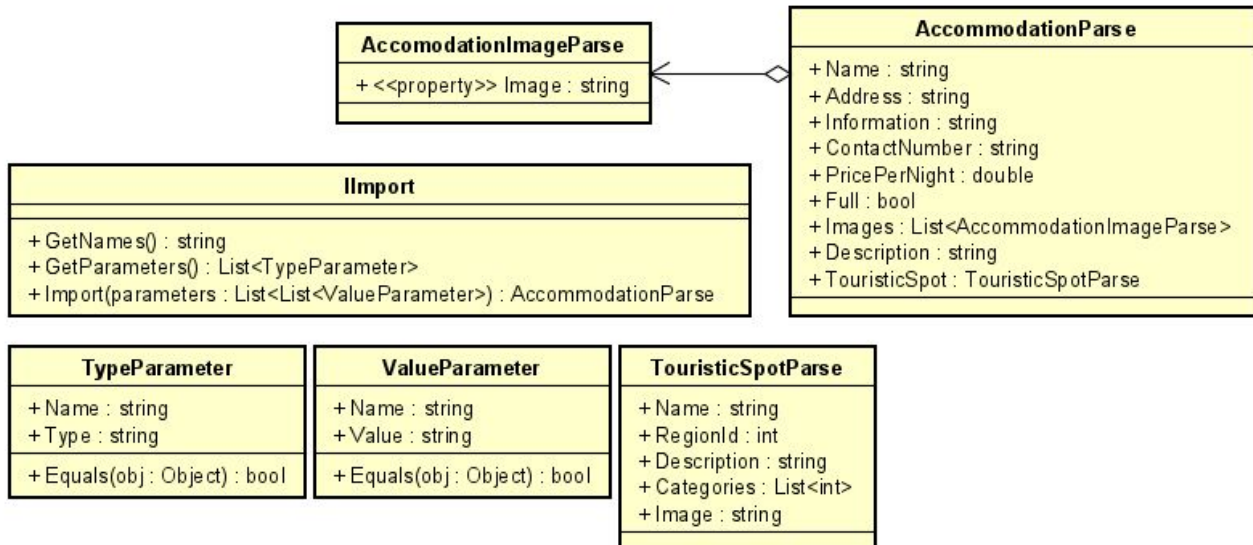 AccomodationImageParse
+ <<property>> Image : string
AccommodationParse
+ Name : string
+ Address : string
+ Information : string
+ ContactNumber : string
+ PricePerNight : double
+ Full : bool
+ Images : List<AccommodationImageParse>
+ Description : string
+ TouristicSpot : TouristicSpotParse
IImport
+ GetNames() : string
+ GetParameters() : List<TypeParameter>
+ Import(parameters : List<List<ValueParameter>) : AccommodationParse
TypeParameter
+ Name : string
+ Type : string
+ Equals(obj : Object) : bool
ValueParameter
+ Name : string
+ Value : string
+ Equals(obj : Object) : bool
TouristicSpotParse
+ Name : string
+ RegionId : int
+ Description : string
+ Categories : List<int>
+ Image : string